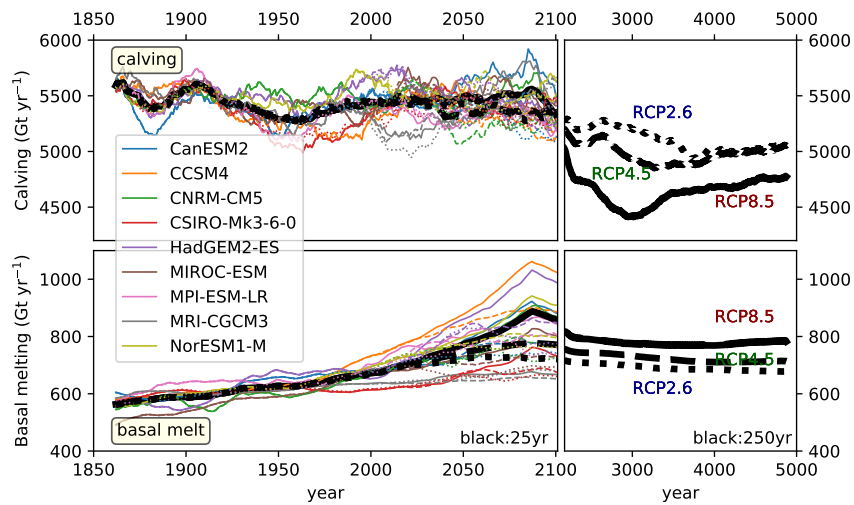 1850 1900 1950 2000 2050 2100 3000 4000 5000
6000 6000
calving
5500 5500
RCP2.6
5000 5000
RCP4.5
RCP8.5
4500 4500
Calving (Gt yr⁻¹)
CanESM2
CCSM4
CNRM-CM5
CSIRO-Mk3-6-0
HadGEM2-ES
MIROC-ESM
MPI-ESM-LR
MRI-CGCM3
NorESM1-M
1000 1000
RCP8.5
800 800
RCP4.5
RCP2.6
600 600
basal melt
black:25yr black:250yr
400 400
Basal melting (Gt yr⁻¹)
1850 1900 1950 2000 2050 2100 3000 4000 5000
year year